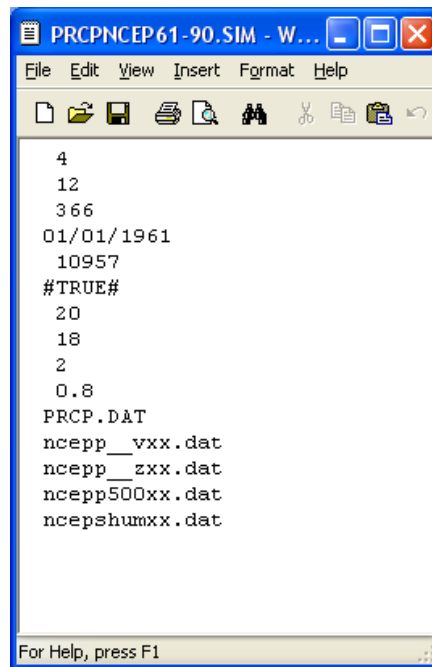 PRCPNCEP61-90.SIM - W...
File Edit View Insert Format Help
4
12
366
01/01/1961
10957
#TRUE#
20
18
2
0.8
PRCP.DAT
ncepp__vxx.dat
ncepp__zxx.dat
ncepp500xx.dat
ncepshumxx.dat
For Help, press F1